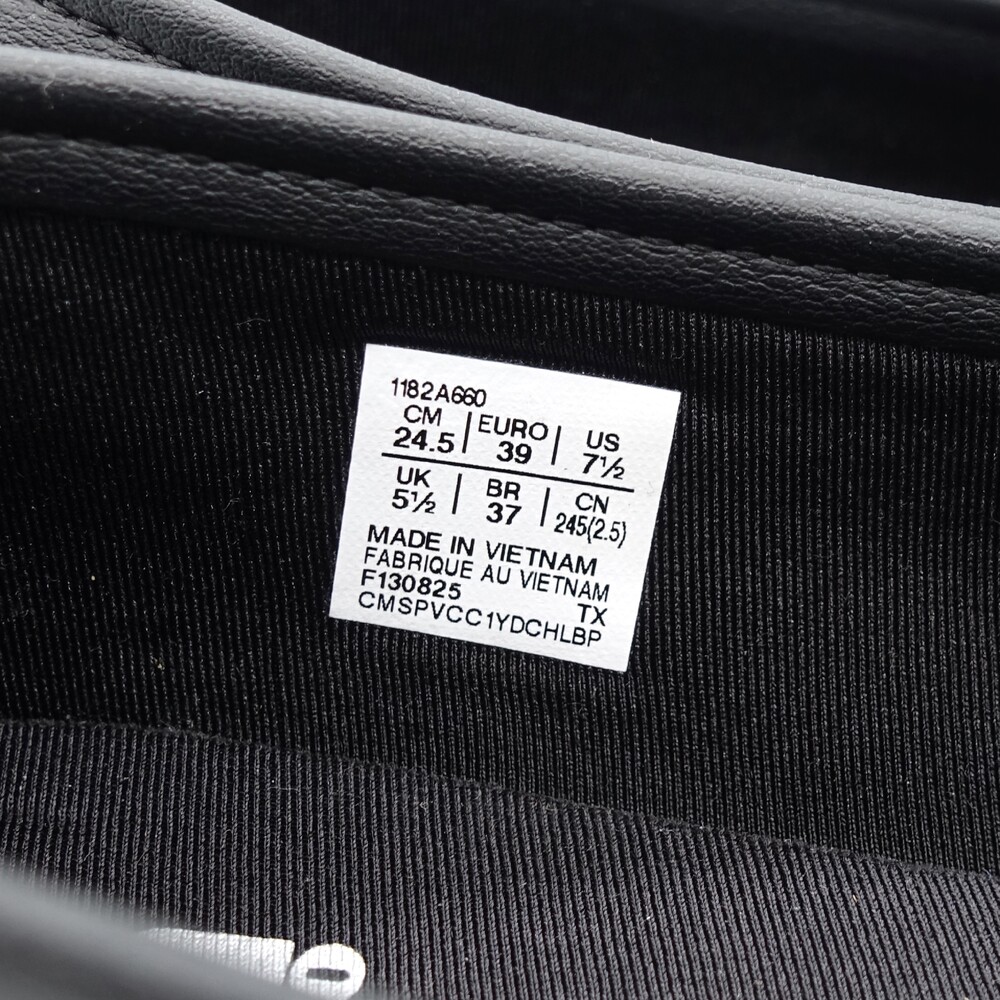 1182A660
CM | EURO | US
24.5 | 39 | 7½
UK | BR | CN
5½ | 37 | 245(2.5)
MADE IN VIETNAM
FABRIQUE AU VIETNAM
F130825 TX
CMSPVCC1YDCHLBP